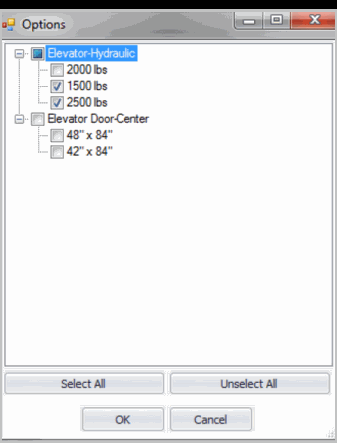 Options
Elevator-Hydraulic
2000 lbs
1500 lbs
2500 lbs
Elevator Door-Center
48" x 84"
42" x 84"
Select All
Unselect All
OK
Cancel